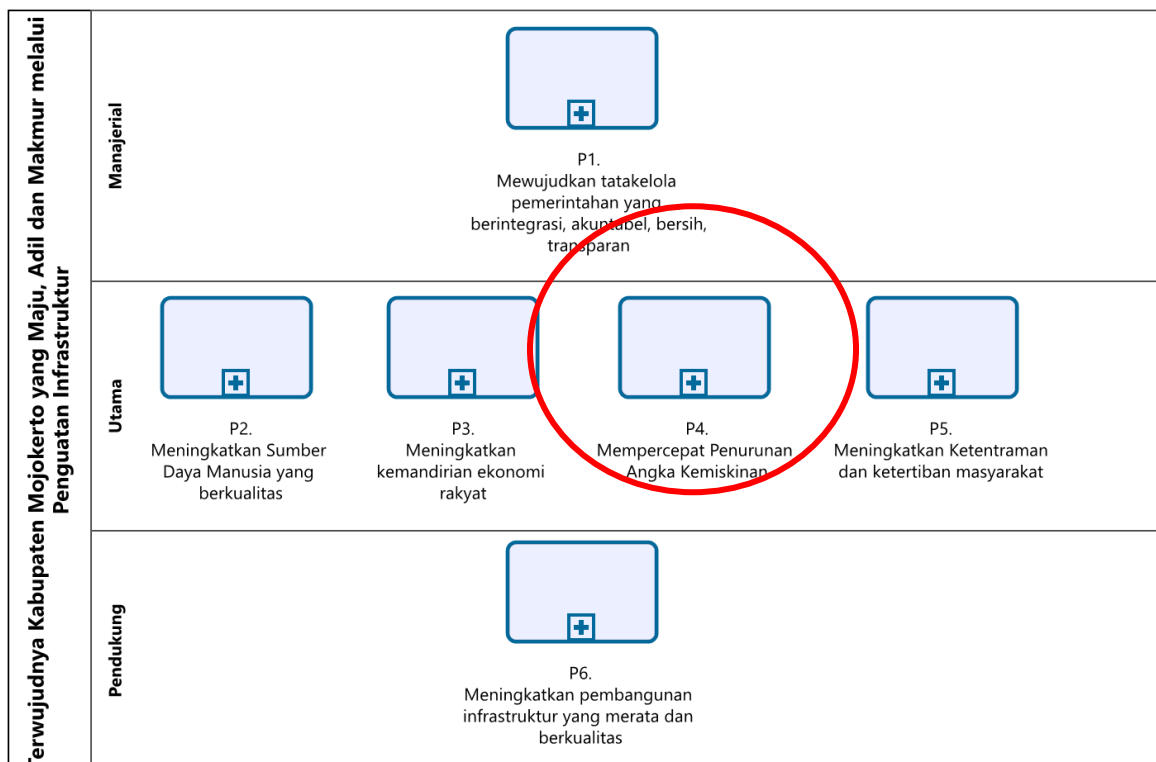 Terwujudnya Kabupaten Mojokerto yang Maju, Adil dan Makmur melalui
Penguatan Infrastruktur
Manajerial
P1.
Mewujudkan tatakelola
pemerintahan yang
berintegrasi, akuntabel, bersih,
transparan
Utama
P2.
Meningkatkan Sumber
Daya Manusia yang
berkualitas
P3.
Meningkatkan
kemandirian ekonomi
rakyat
P4.
Mempercepat Penurunan
Angka Kemiskinan
P5.
Meningkatkan Ketentraman
dan ketertiban masyarakat
Pendukung
P6.
Meningkatkan pembangunan
infrastruktur yang merata dan
berkualitas